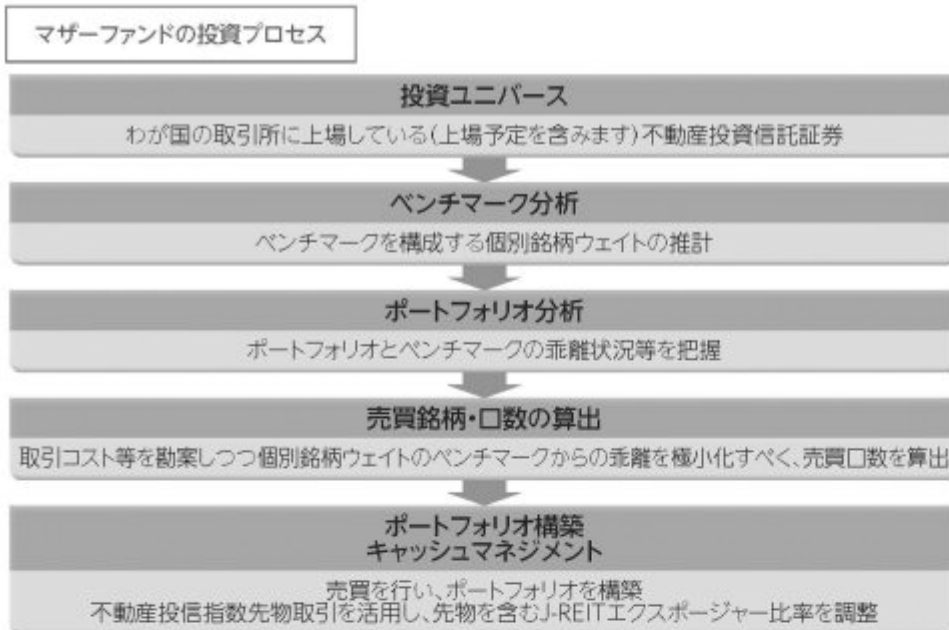 マザーファンドの投資プロセス
投資ユニバース
わが国の取引所に上場している(上場予定を含みます)不動産投資信託証券
ベンチマーク分析
ベンチマークを構成する個別銘柄ウェイトの推計
ポートフォリオ分析
ポートフォリオとベンチマークの乖離状況等を把握
売買銘柄・口数の算出
取引コスト等を勘案しつつ個別銘柄ウェイトのベンチマークからの乖離を極小化すべく、売買口数を算出
ポートフォリオ構築
キャッシュマネジメント
売買を行い、ポートフォリオを構築
不動産投信指数先物取引を活用し、先物を含むJ-REITエクスポージャー比率を調整